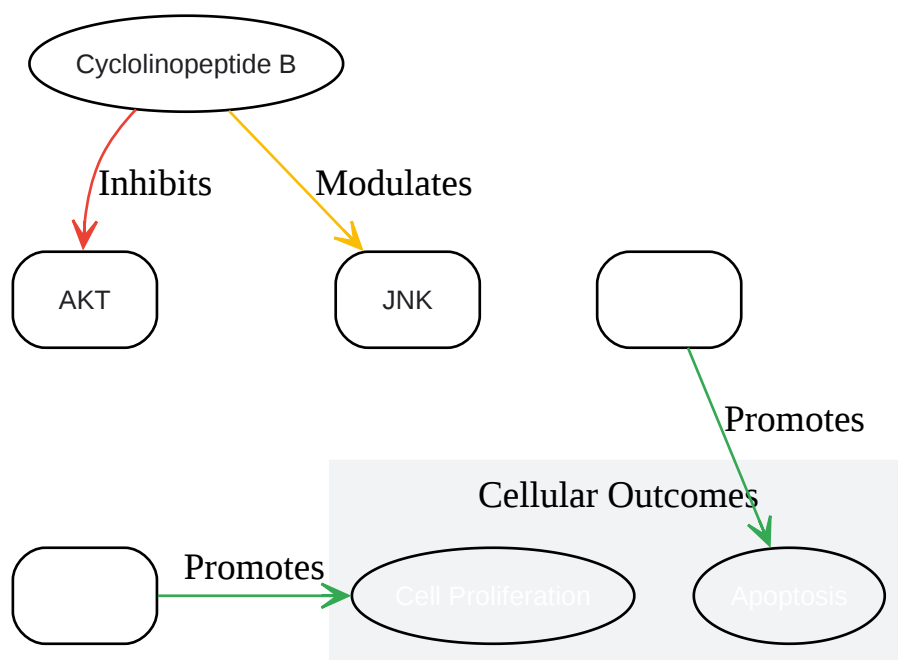 Cyclolinopeptide B
Inhibits
Modulates
AKT
JNK
Promotes
Cellular Outcomes
Promotes
Cell Proliferation
Apoptosis